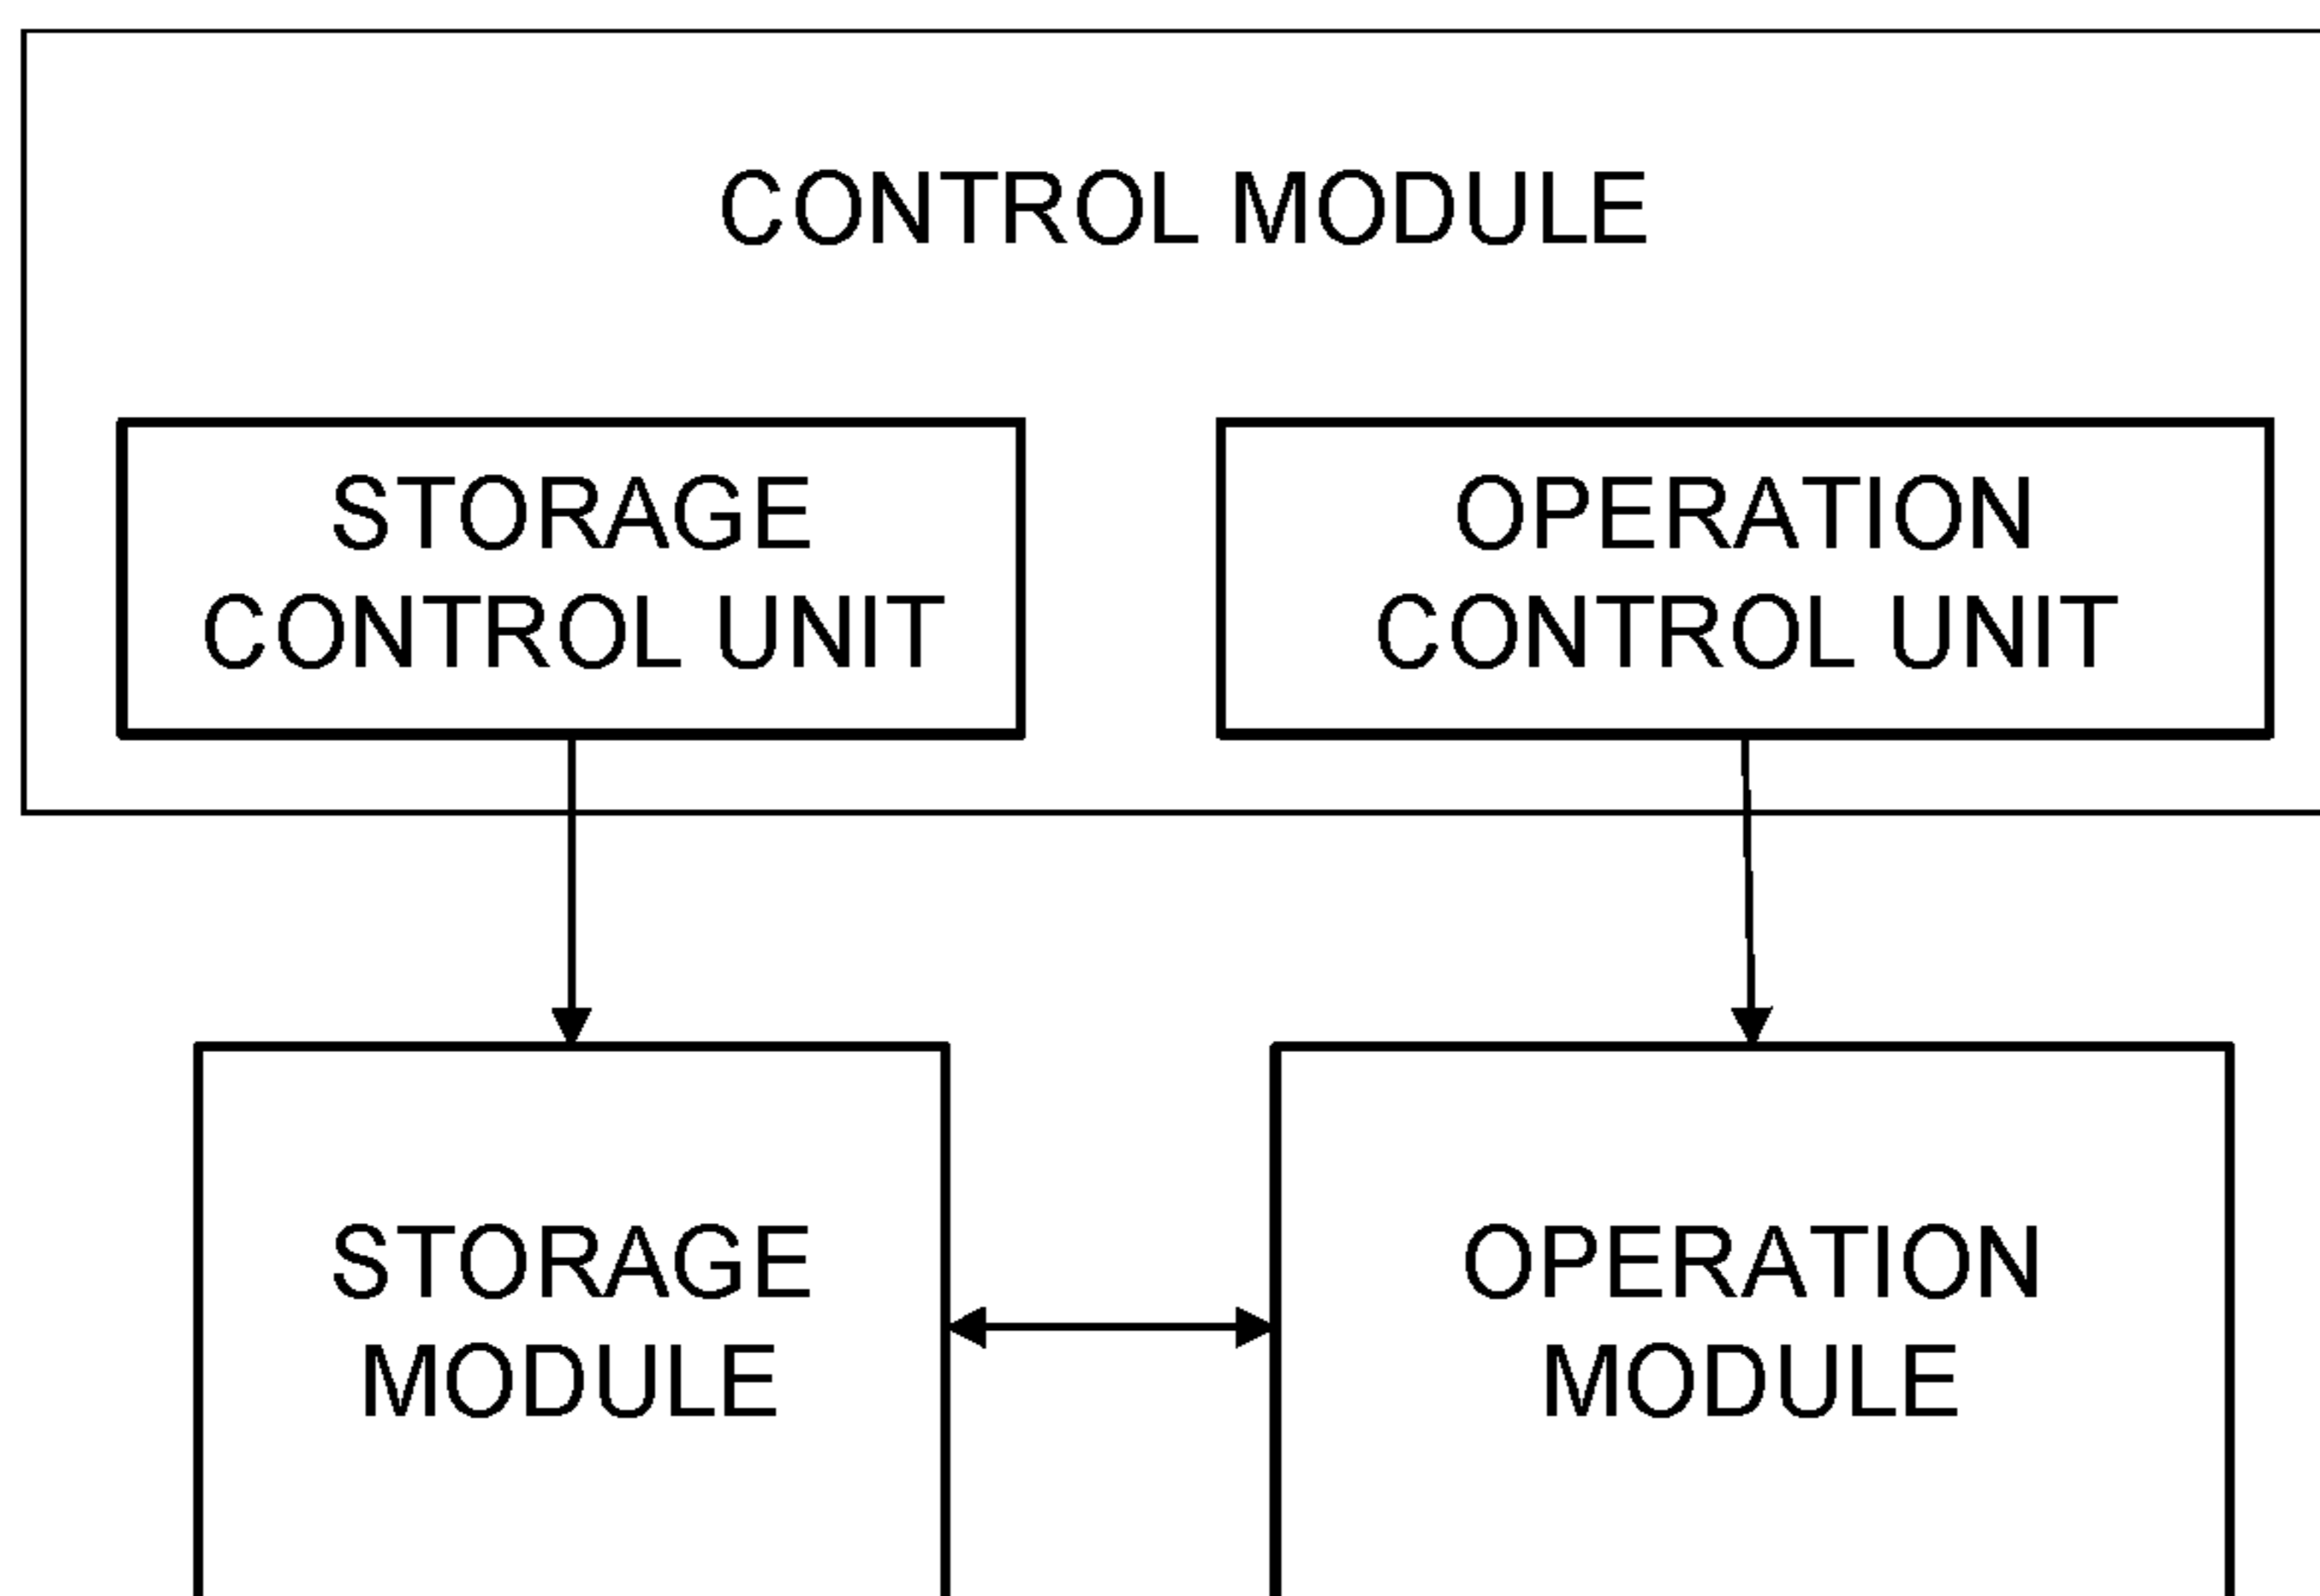 CONTROL MODULE
STORAGE
CONTROL UNIT
OPERATION
CONTROL UNIT
STORAGE
MODULE
OPERATION
MODULE